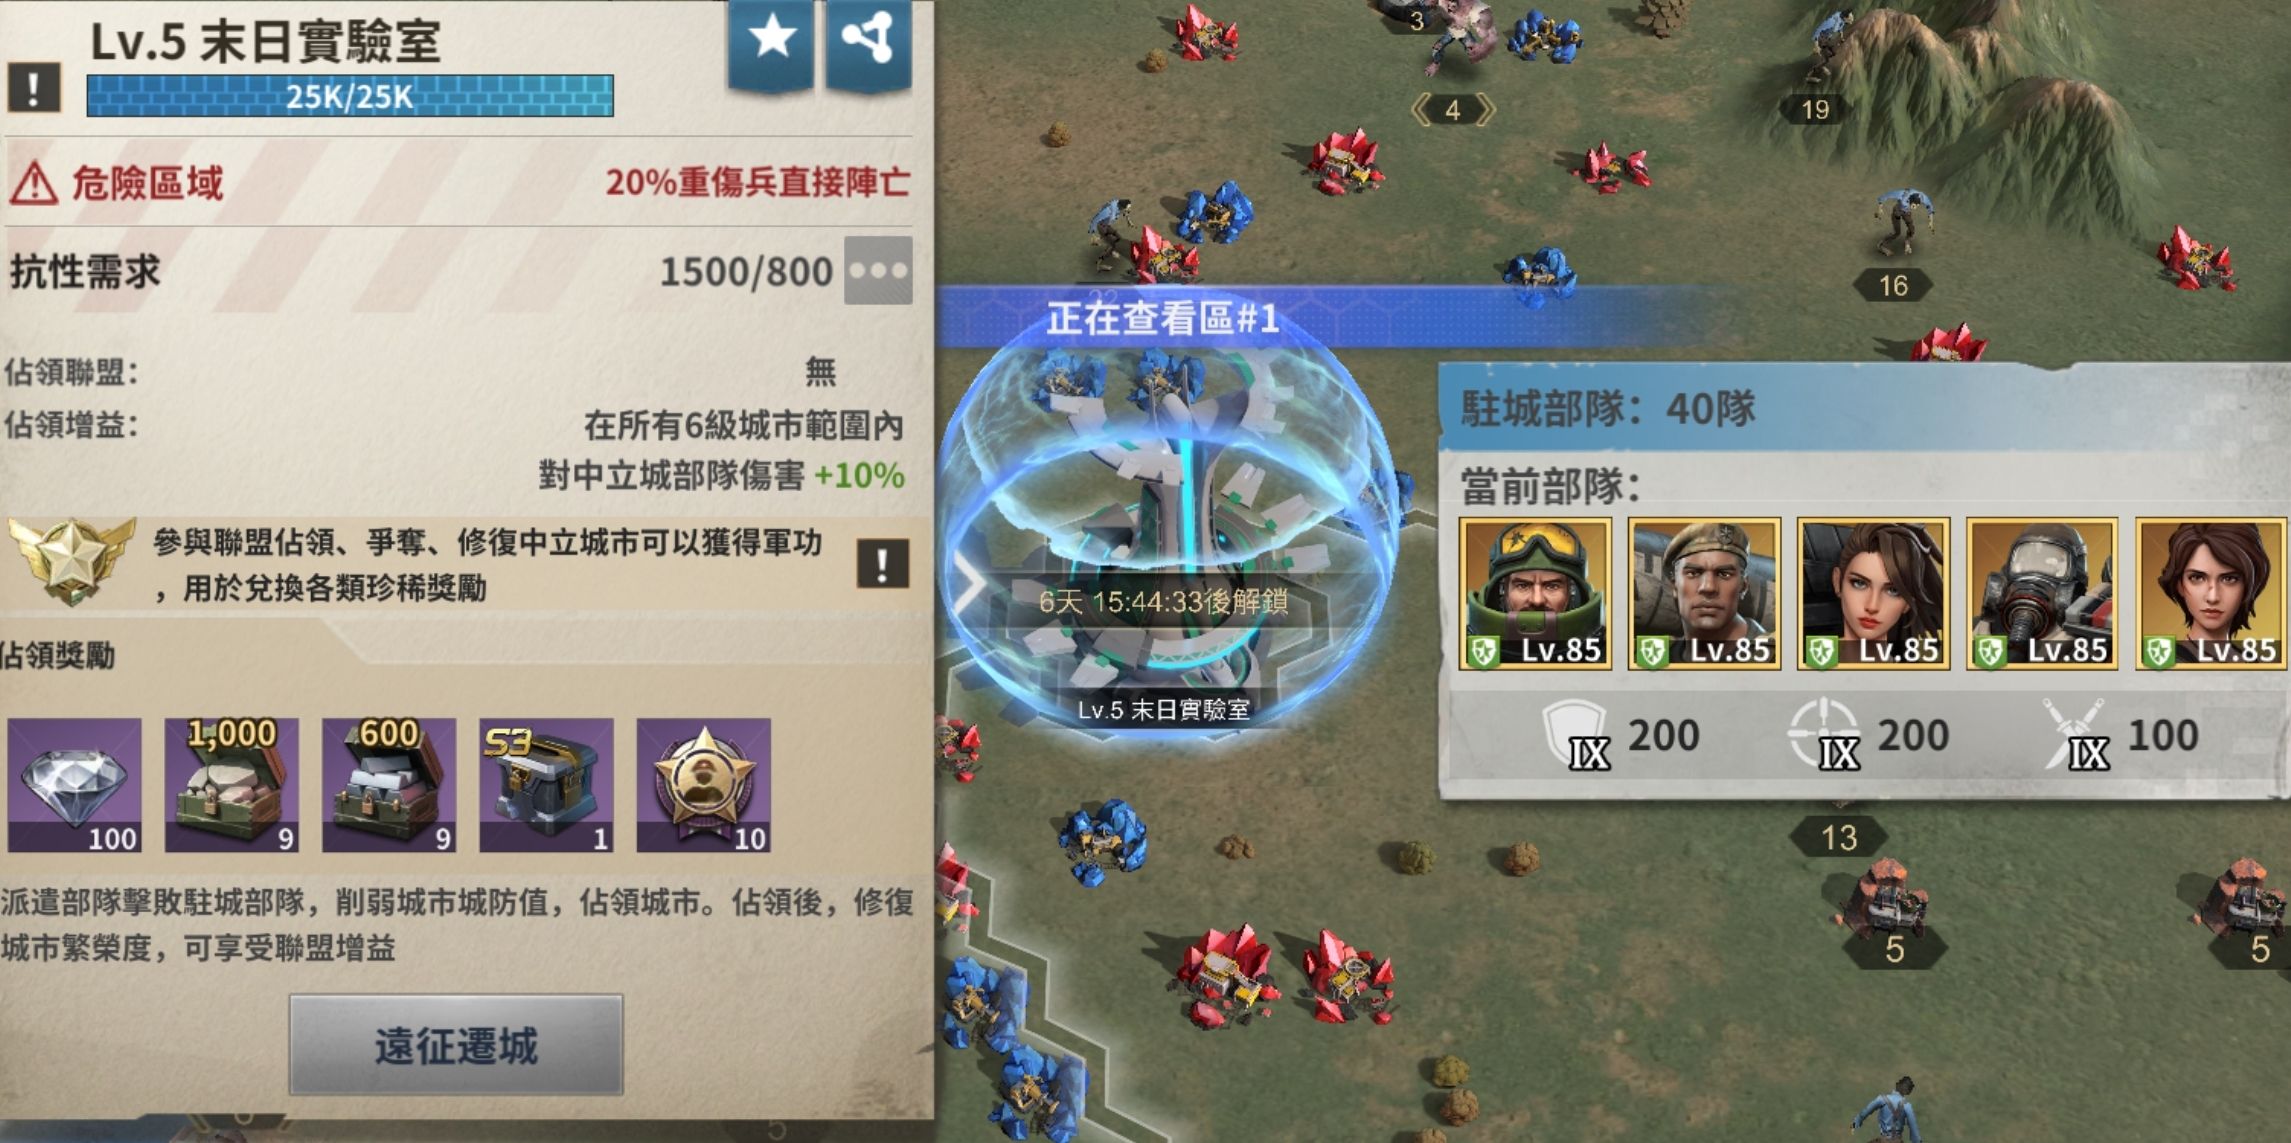 Lv.5 末日實驗室
25K/25K
危險區域
20%重傷兵直接陣亡
抗性需求
1500/800
佔領聯盟：
無
佔領增益：
在所有6級城市範圍內
對中立城部隊傷害 +10%
參與聯盟佔領、爭奪、修復中立城市可以獲得軍功
，用於兌換各類珍稀獎勵
佔領獎勵
100
1,000
9
600
9
S3
1
10
派遣部隊擊敗駐城部隊，削弱城市城防值，佔領城市。佔領後，修復
城市繁榮度，可享受聯盟增益
遠征遷城
3
4
19
16
22
正在查看區#1
6天 15:44:33後解鎖
Lv.5 末日實驗室
駐城部隊：40隊
當前部隊：
Lv.85
Lv.85
Lv.85
Lv.85
Lv.85
IX 200
IX 200
IX 100
13
5
5
5